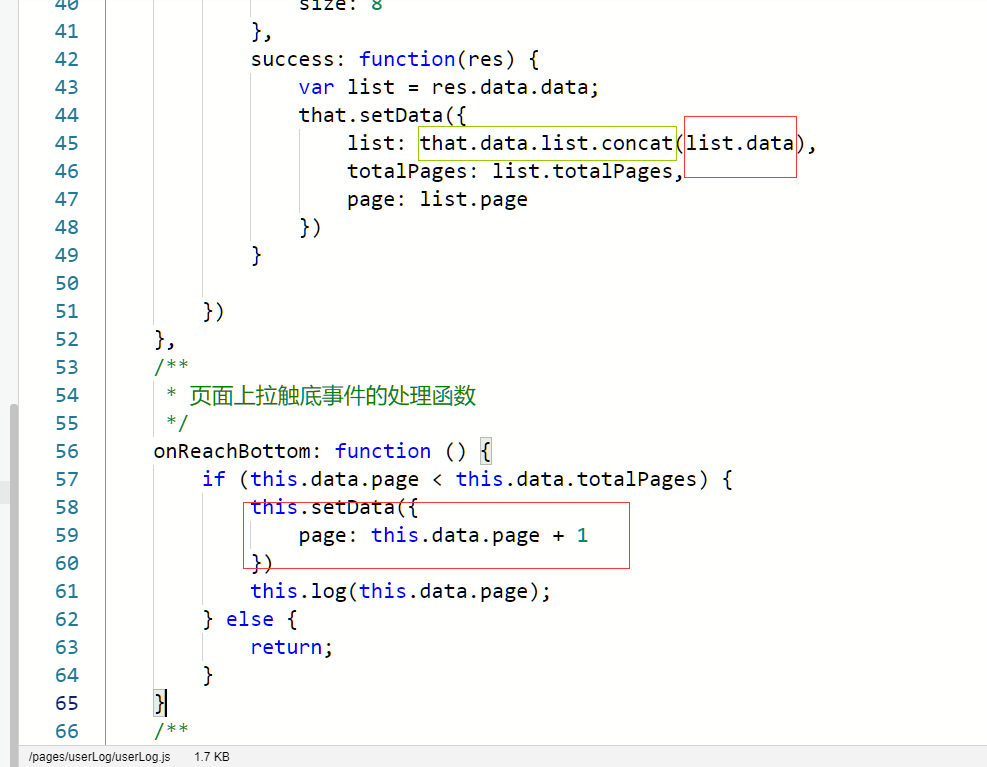 40 size: 8
41 },
42 success: function(res) {
43 var list = res.data.data;
44 that.setData({
45 list: that.data.list.concat(list.data),
46 totalPages: list.totalPages,
47 page: list.page
48 })
49 }
50
51 })
52 },
53 /**
54 * 页面上拉触底事件的处理函数
55 */
56 onReachBottom: function () {
57 if (this.data.page < this.data.totalPages) {
58 this.setData({
59 page: this.data.page + 1
60 })
61 this.log(this.data.page);
62 } else {
63 return;
64 }
65 }
66 /**
/pages/userLog/userLog.js 1.7 KB